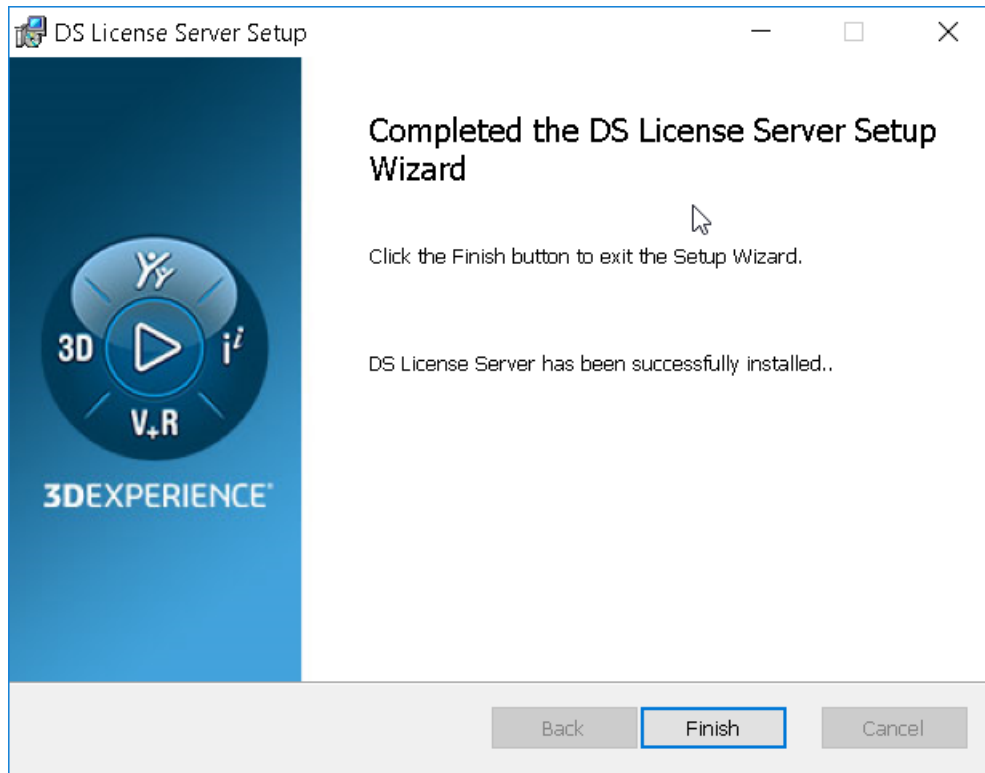 DS License Server Setup
Completed the DS License Server Setup
Wizard
Click the Finish button to exit the Setup Wizard.
DS License Server has been successfully installed..
3D
iⁱ
V+R
3DEXPERIENCE®
Back
Finish
Cancel